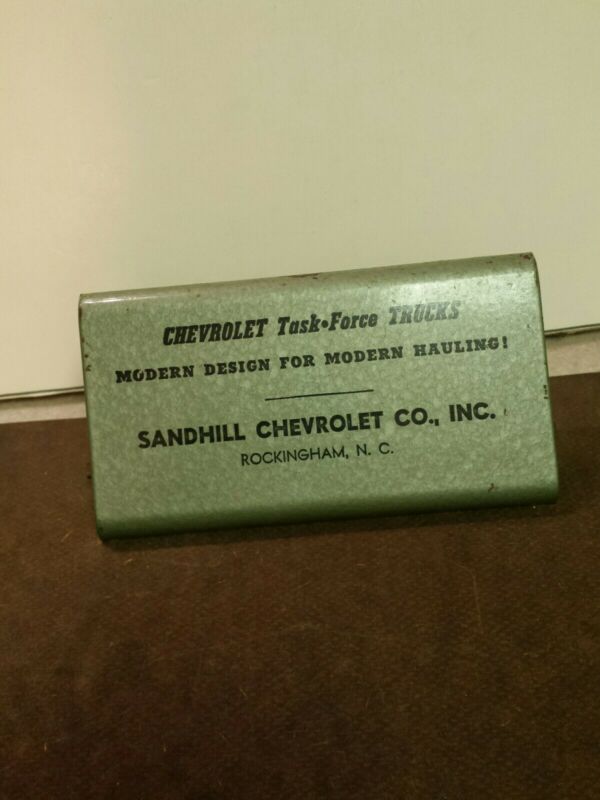 CHEVROLET Task•Force TRUCKS
MODERN DESIGN FOR MODERN HAULING!
SANDHILL CHEVROLET CO., INC.
ROCKINGHAM, N. C.